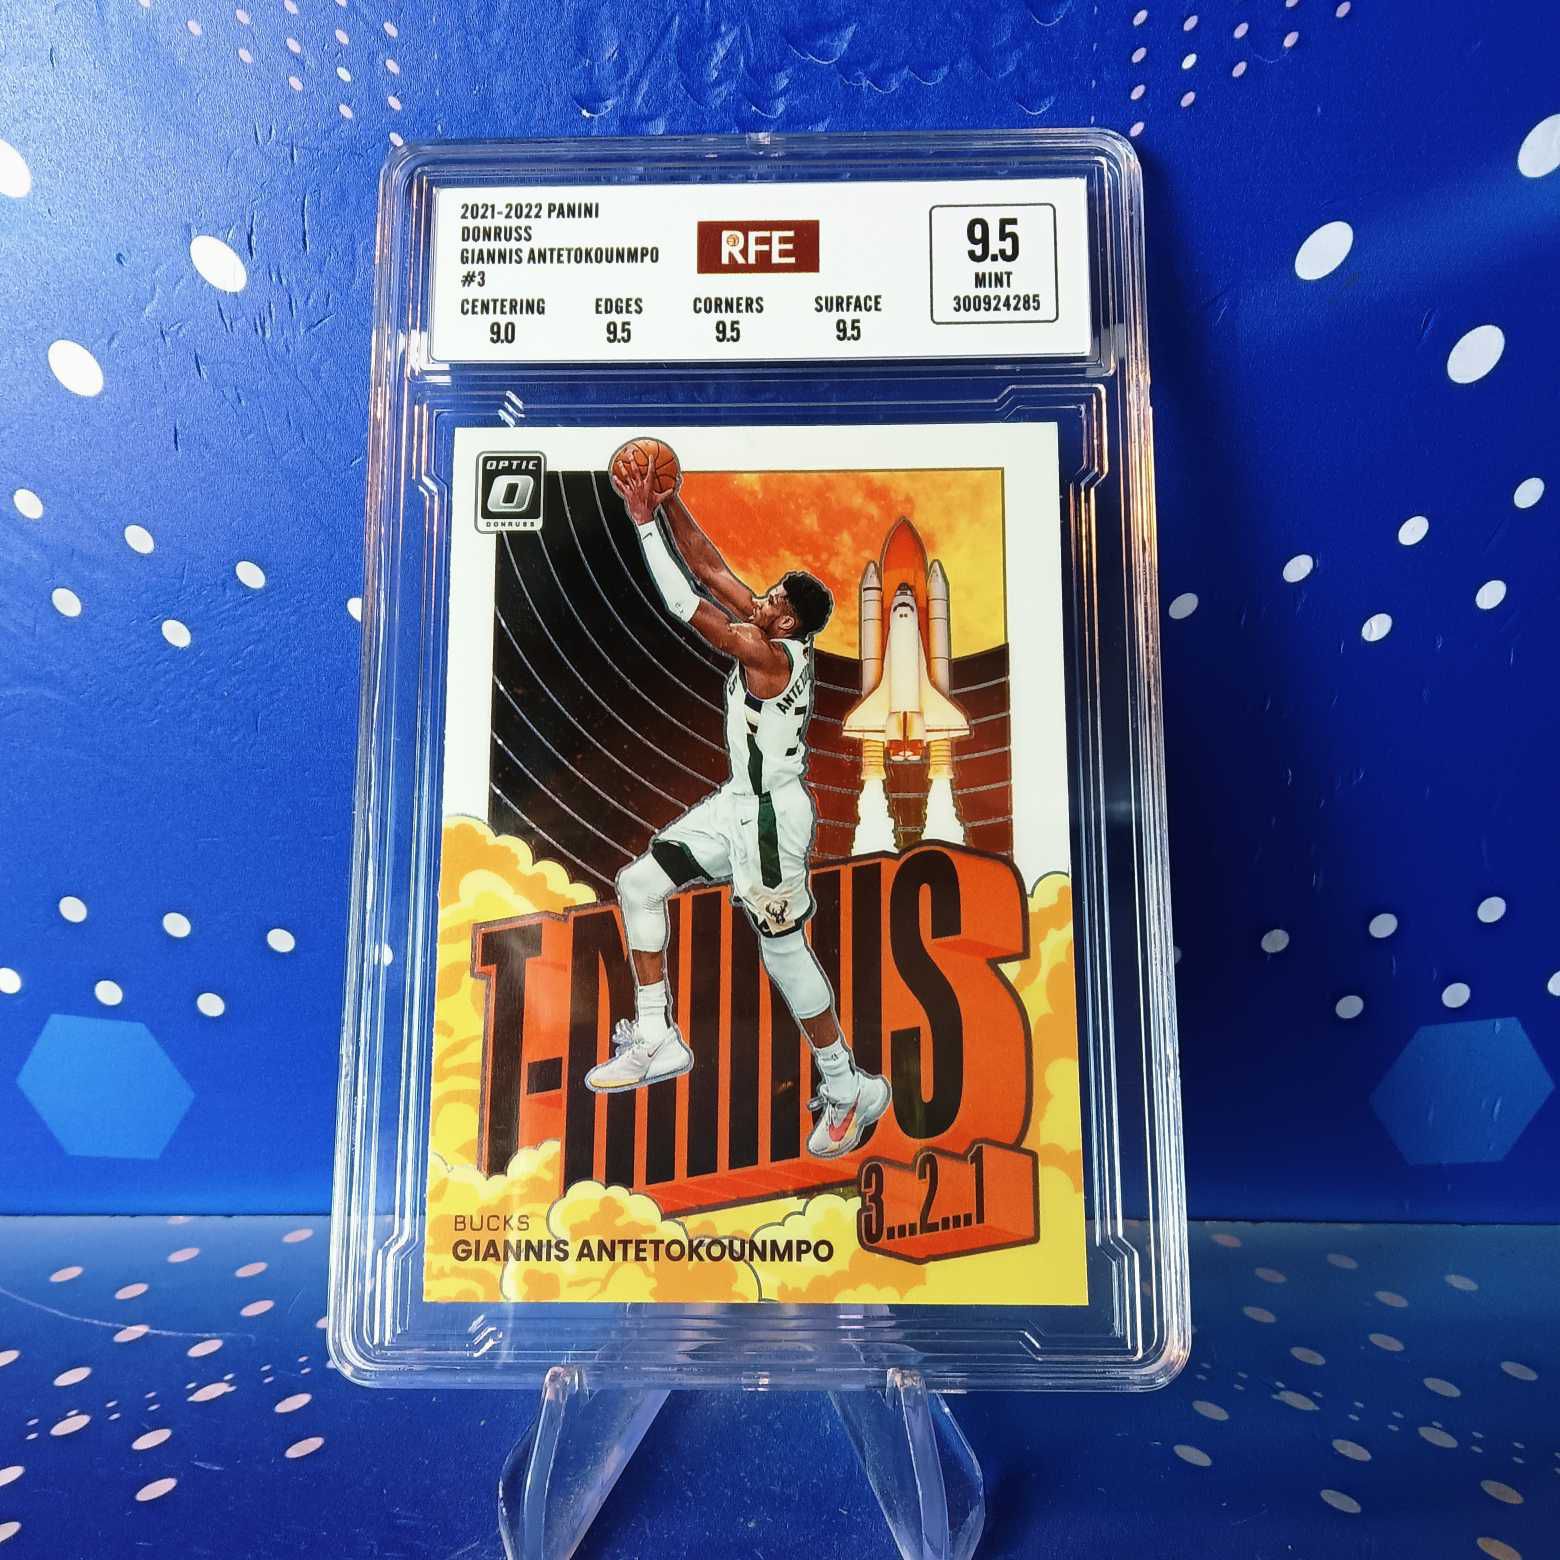 2021-2022 PANINI
DONRUSS
GIANNIS ANTETOKOUNMPO
#3
RFE
9.5
MINT
300924285
CENTERING EDGES CORNERS SURFACE
9.0 9.5 9.5 9.5
OPTIC
O
DONRUSS
T-MINUS
3...2...1
BUCKS
GIANNIS ANTETOKOUNMPO